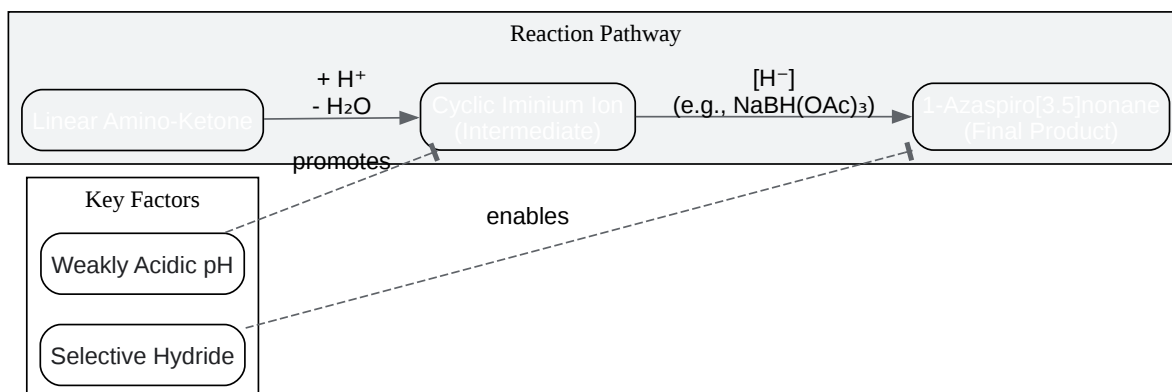 Reaction Pathway
Linear Amino-Ketone
+ H⁺
- H₂O
Cyclic Iminium Ion
(Intermediate)
[H⁻]
(e.g., NaBH(OAc)₃)
1-Azaspiro[3.5]nonane
(Final Product)
promotes
enables
Key Factors
Weakly Acidic pH
Selective Hydride